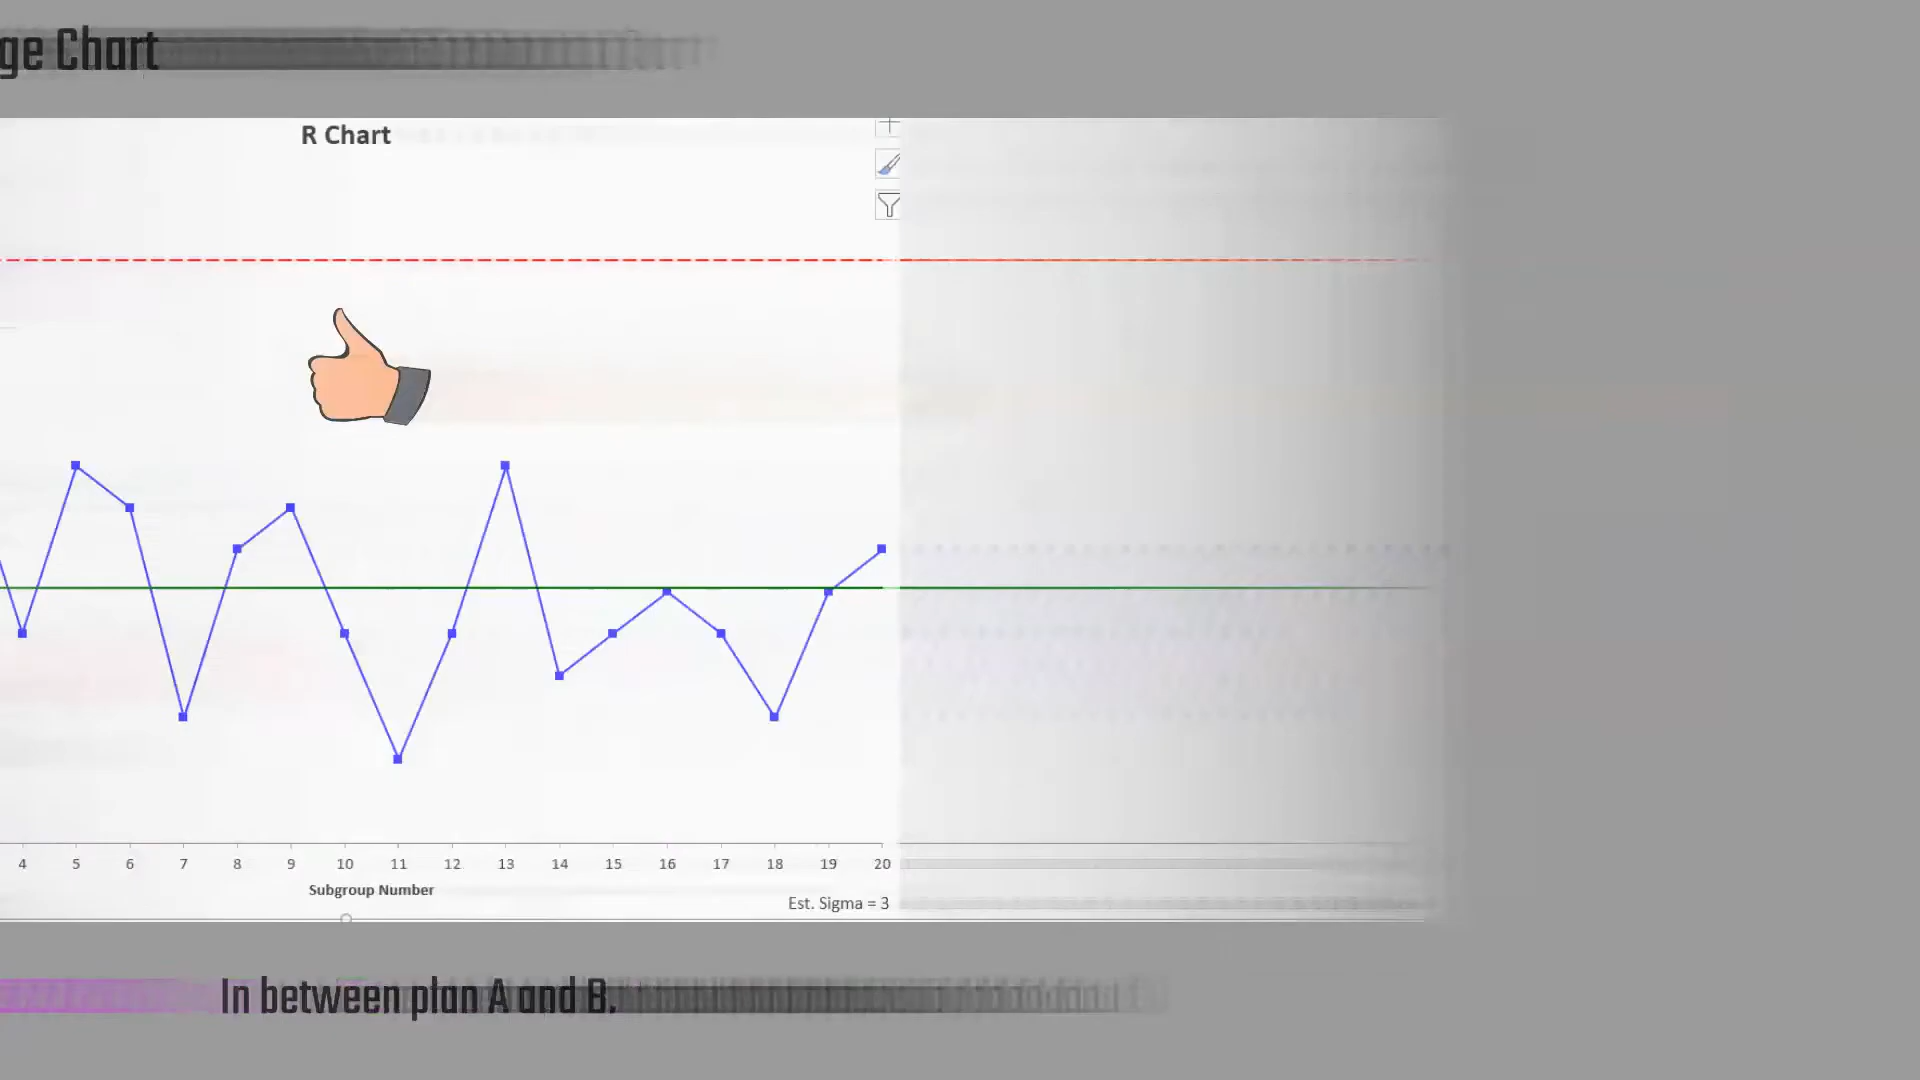 ge Chart
R Chart
4 5 6 7 8 9 10 11 12 13 14 15 16 17 18 19 20
Subgroup Number
Est. Sigma = 3
In between plan A and B.